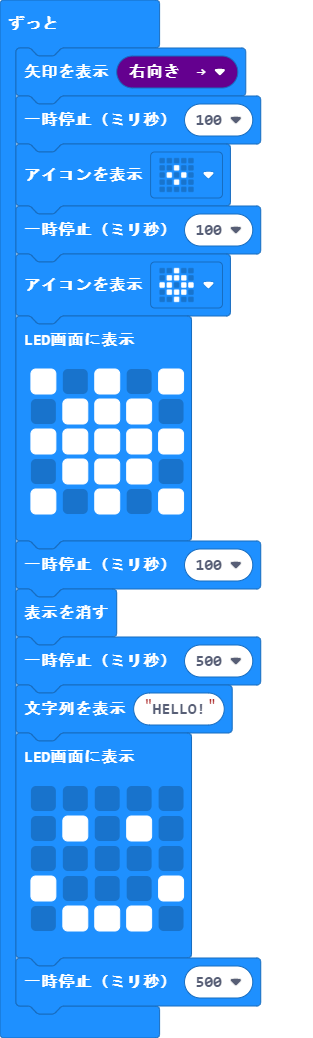 ずっと
矢印を表示 右向き →
一時停止（ミリ秒） 100
アイコンを表示
一時停止（ミリ秒） 100
アイコンを表示
LED画面に表示
一時停止（ミリ秒） 100
表示を消す
一時停止（ミリ秒） 500
文字列を表示 "HELLO!"
LED画面に表示
一時停止（ミリ秒） 500